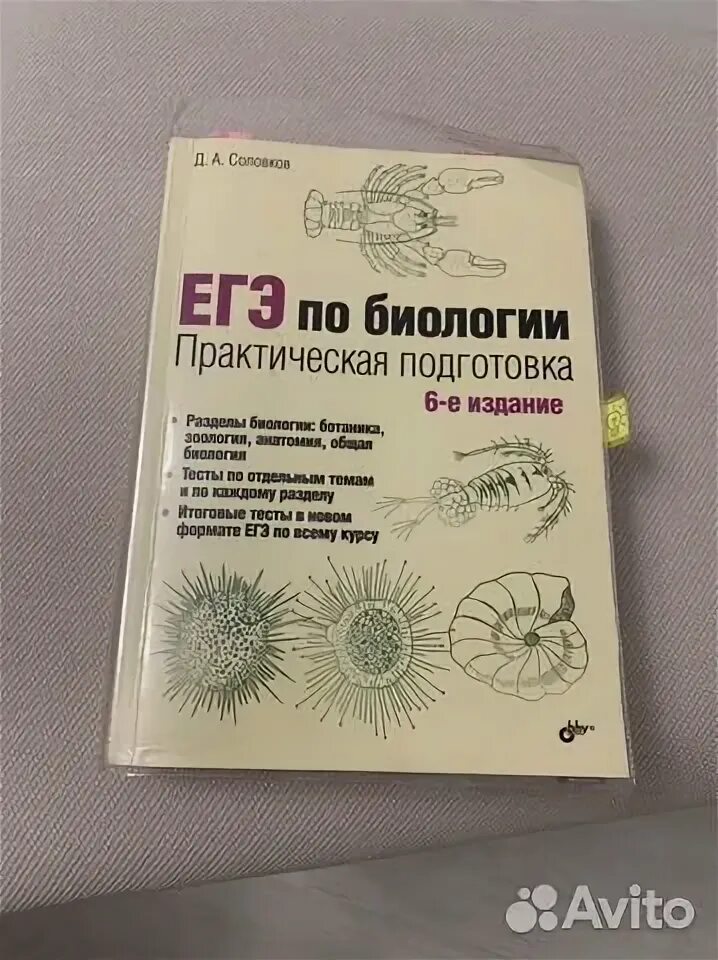 Д. А. Соловков
ЕГЭ по биологии
Практическая подготовка
6-е издание
• Разделы биологии: ботаника,
зоология, анатомия, общая
биология
• Тесты по отдельным темам
и по каждому разделу
• Итоговые тесты в новом
формате ЕГЭ по всему курсу
bhv®
Avito